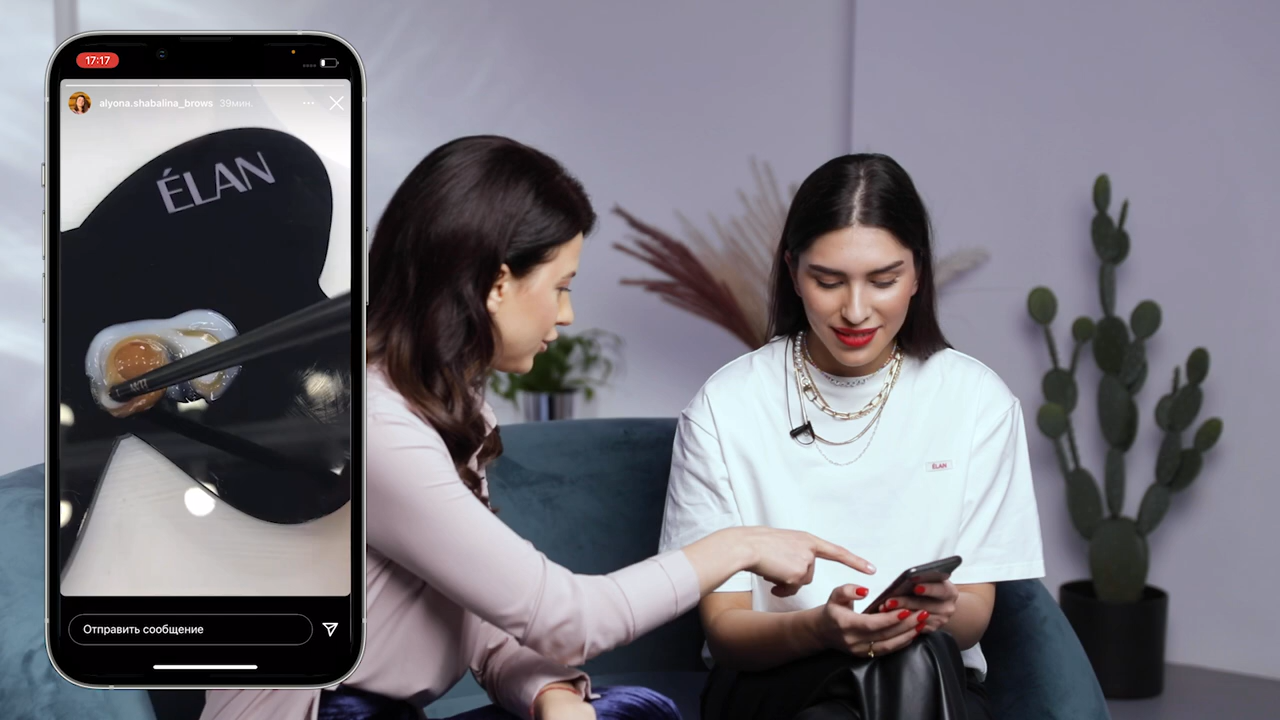 17:17
alyona.shabalina_brows 39мин.
ÉLAN
Отправить сообщение
ÉLAN